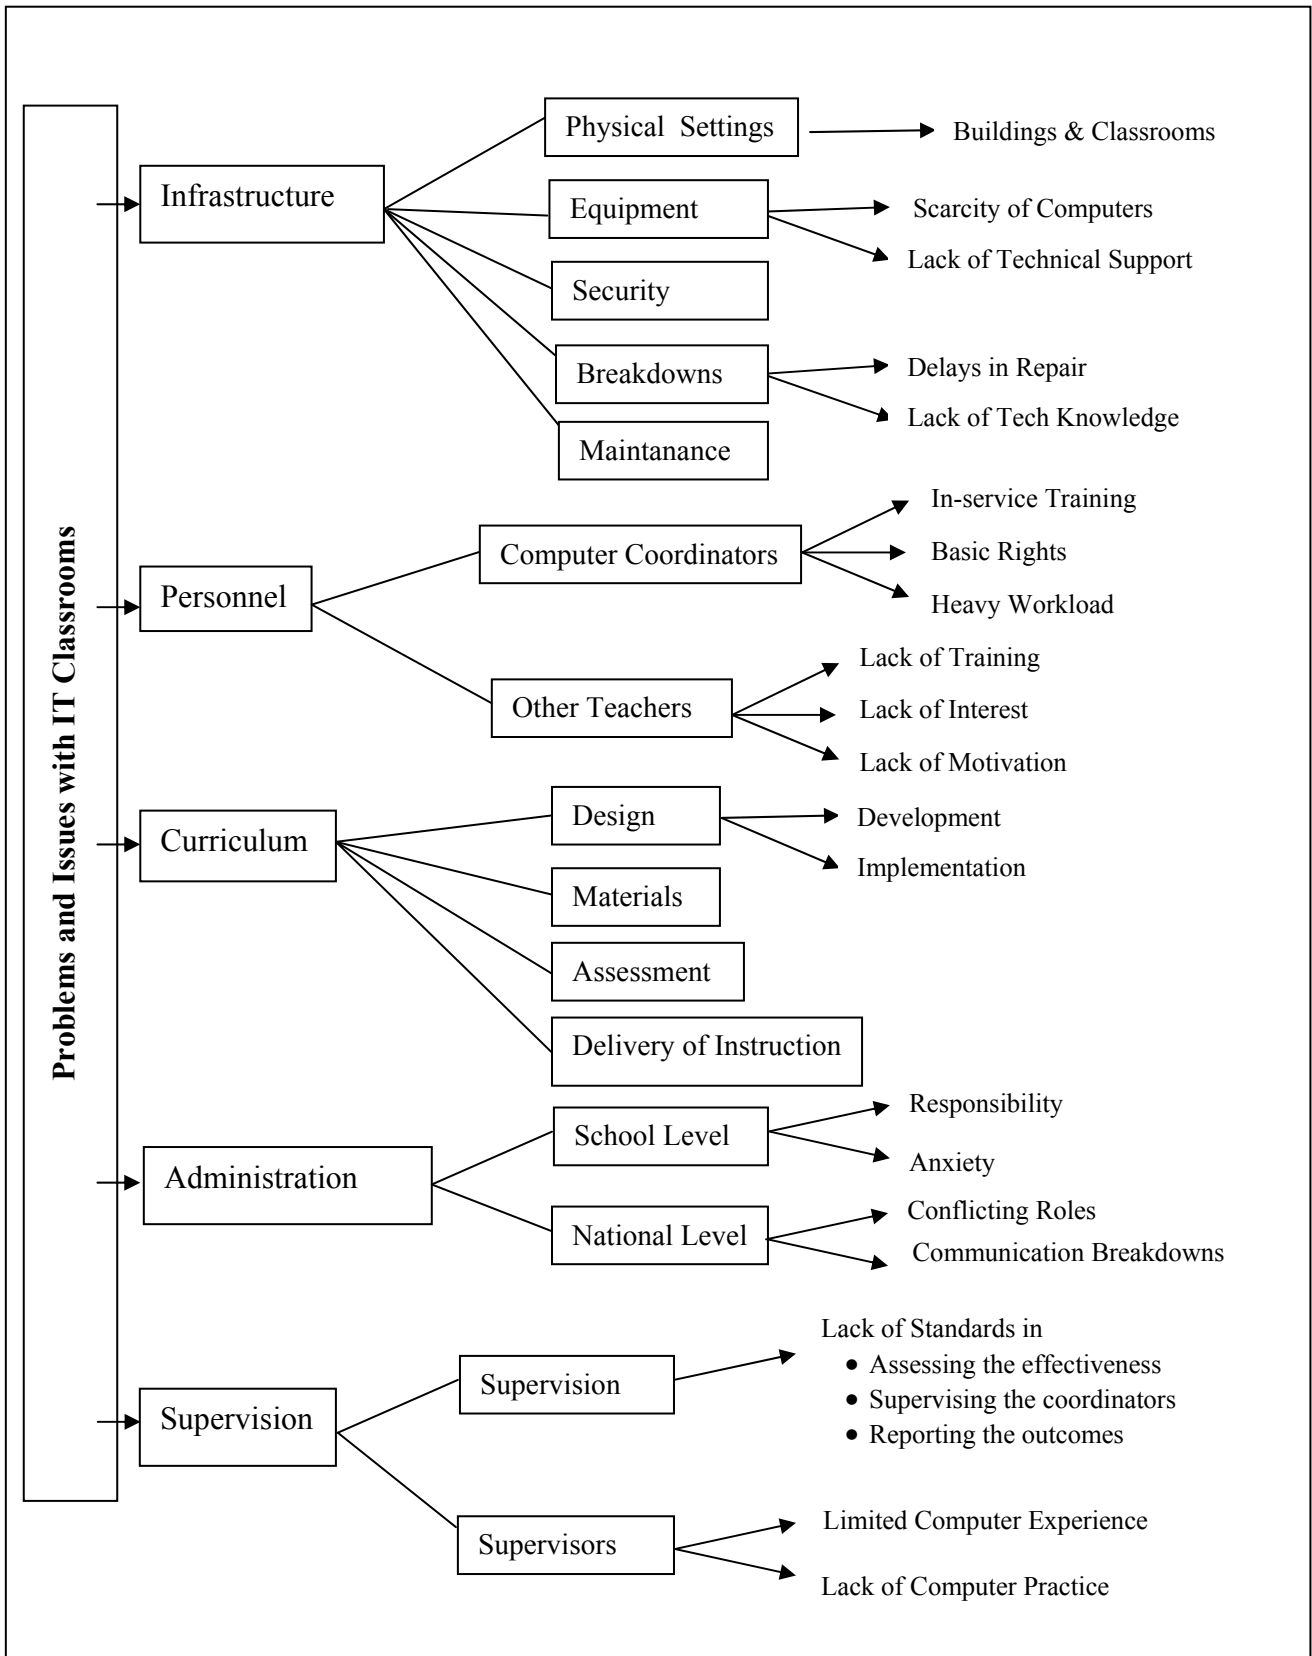 Problems and Issues with IT Classrooms
Infrastructure
Physical Settings
Buildings & Classrooms
Equipment
Scarcity of Computers
Lack of Technical Support
Security
Breakdowns
Delays in Repair
Lack of Tech Knowledge
Maintanance
Personnel
Computer Coordinators
In-service Training
Basic Rights
Heavy Workload
Other Teachers
Lack of Training
Lack of Interest
Lack of Motivation
Curriculum
Design
Development
Implementation
Materials
Assessment
Delivery of Instruction
Administration
School Level
Responsibility
Anxiety
National Level
Conflicting Roles
Communication Breakdowns
Supervision
Supervision
Lack of Standards in
• Assessing the effectiveness
• Supervising the coordinators
• Reporting the outcomes
Supervisors
Limited Computer Experience
Lack of Computer Practice